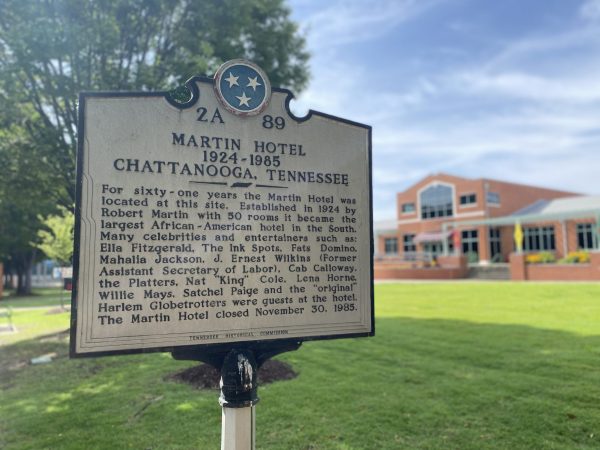 2A 89
MARTIN HOTEL
1924-1985
CHATTANOOGA, TENNESSEE
For sixty-one years the Martin Hotel was
located at this site. Established in 1924 by
Robert Martin with 50 rooms it became the
largest African-American hotel in the South.
Many celebrities and entertainers such as:
Ella Fitzgerald, The Ink Spots, Fats Domino,
Mahalia Jackson, J. Ernest Wilkins (Former
Assistant Secretary of Labor), Cab Calloway,
the Platters, Nat "King" Cole, Lena Horne,
Willie Mays, Satchel Paige and the "original"
Harlem Globetrotters were guests at the hotel.
The Martin Hotel closed November 30, 1985.
TENNESSEE HISTORICAL COMMISSION